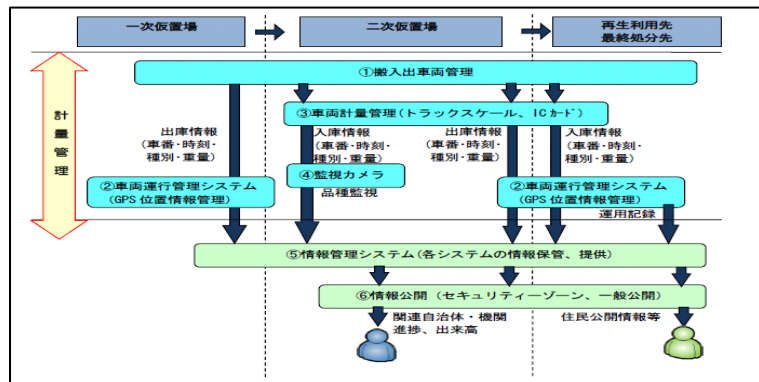 一次仮置場
二次仮置場
再生利用先
最終処分先
計量管理
①搬入出車両管理
③車両計量管理(トラックスケール、ICカード)
出庫情報
(車番・時刻・
種別・重量)
入庫情報
(車番・時刻・
種別・重量)
出庫情報
(車番・時刻・
種別・重量)
入庫情報
(車番・時刻・
種別・重量)
④監視カメラ
品種監視
②車両運行管理システム
(GPS位置情報管理)
②車両運行管理システム
(GPS位置情報管理)
運用記録
⑤情報管理システム(各システムの情報保管、提供)
⑥情報公開(セキュリティーゾーン、一般公開)
関連自治体・機関
進捗、出来高
住民公開情報等